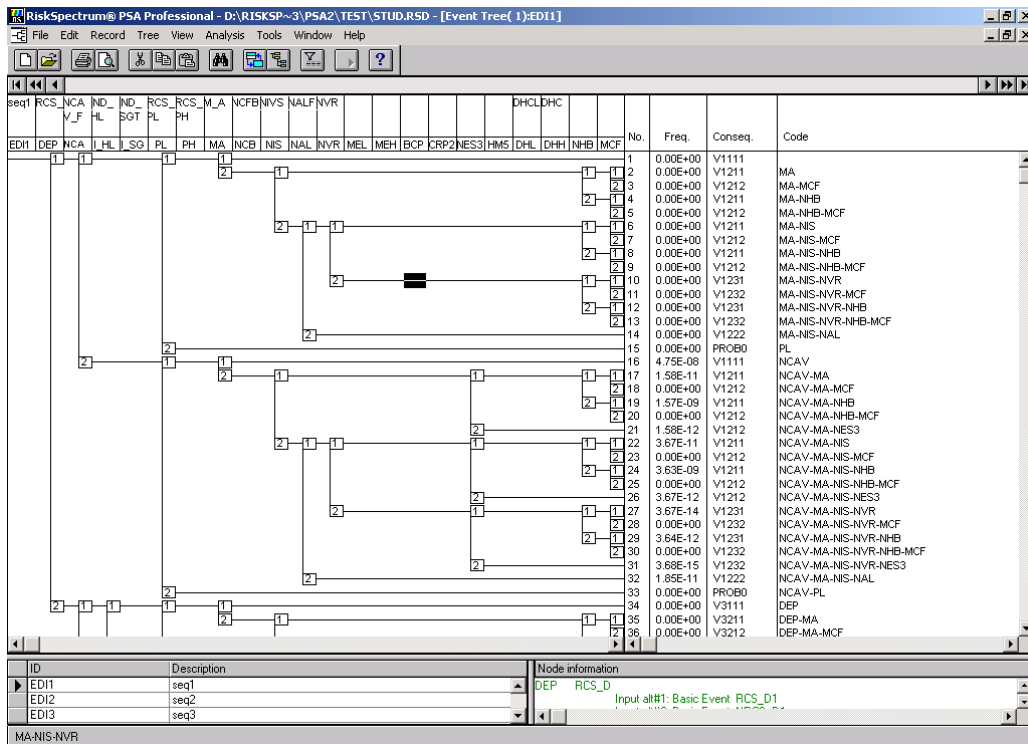 RiskSpectrum® PSA Professional - D:\RISKSP~3\PSA2\TEST\STUD.RSD - [Event Tree( 1):EDI1]
File Edit Record Tree View Analysis Tools Window Help
seq1 RCS_ NCA IND_ IND_ RCS_ RCS_ M_A NCFB NIVS NALF NVR DHCL DHC
V_F HL SGT PL PH
EDI1 DEP NCA I_HL I_SG PL PH MA NCB NIS NAL NVR MEL MEH BCP CRP2 NES3 HMS DHL DHH NHB MCF No. Freq. Conseq. Code
1 0.00E+00 V1111
2 0.00E+00 V1211 MA
3 0.00E+00 V1212 MA-MCF
4 0.00E+00 V1211 MA-NHB
5 0.00E+00 V1212 MA-NHB-MCF
6 0.00E+00 V1211 MA-NIS
7 0.00E+00 V1212 MA-NIS-MCF
8 0.00E+00 V1211 MA-NIS-NHB
9 0.00E+00 V1212 MA-NIS-NHB-MCF
10 0.00E+00 V1231 MA-NIS-NVR
11 0.00E+00 V1232 MA-NIS-NVR-MCF
12 0.00E+00 V1231 MA-NIS-NVR-NHB
13 0.00E+00 V1232 MA-NIS-NVR-NHB-MCF
14 0.00E+00 V1222 MA-NIS-NAL
15 0.00E+00 PROB0 PL
16 4.75E-08 V1111 NCAV
17 1.58E-11 V1211 NCAV-MA
18 0.00E+00 V1212 NCAV-MA-MCF
19 1.57E-09 V1211 NCAV-MA-NHB
20 0.00E+00 V1212 NCAV-MA-NHB-MCF
21 1.58E-12 V1212 NCAV-MA-NES3
22 3.67E-11 V1211 NCAV-MA-NIS
23 0.00E+00 V1212 NCAV-MA-NIS-MCF
24 3.63E-09 V1211 NCAV-MA-NIS-NHB
25 0.00E+00 V1212 NCAV-MA-NIS-NHB-MCF
26 3.67E-12 V1212 NCAV-MA-NIS-NES3
27 3.67E-14 V1231 NCAV-MA-NIS-NVR
28 0.00E+00 V1232 NCAV-MA-NIS-NVR-MCF
29 3.64E-12 V1231 NCAV-MA-NIS-NVR-NHB
30 0.00E+00 V1232 NCAV-MA-NIS-NVR-NHB-MCF
31 3.68E-15 V1232 NCAV-MA-NIS-NVR-NES3
32 1.85E-11 V1222 NCAV-MA-NIS-NAL
33 0.00E+00 PROB0 NCAV-PL
34 0.00E+00 V3111 DEP
35 0.00E+00 V3211 DEP-MA
36 0.00E+00 V3212 DEP-MA-MCF
ID Description
EDI1 seq1
EDI2 seq2
EDI3 seq3
Node information
DEP RCS_D
Input alt#1: Basic Event RCS_D1
MA-NIS-NVR